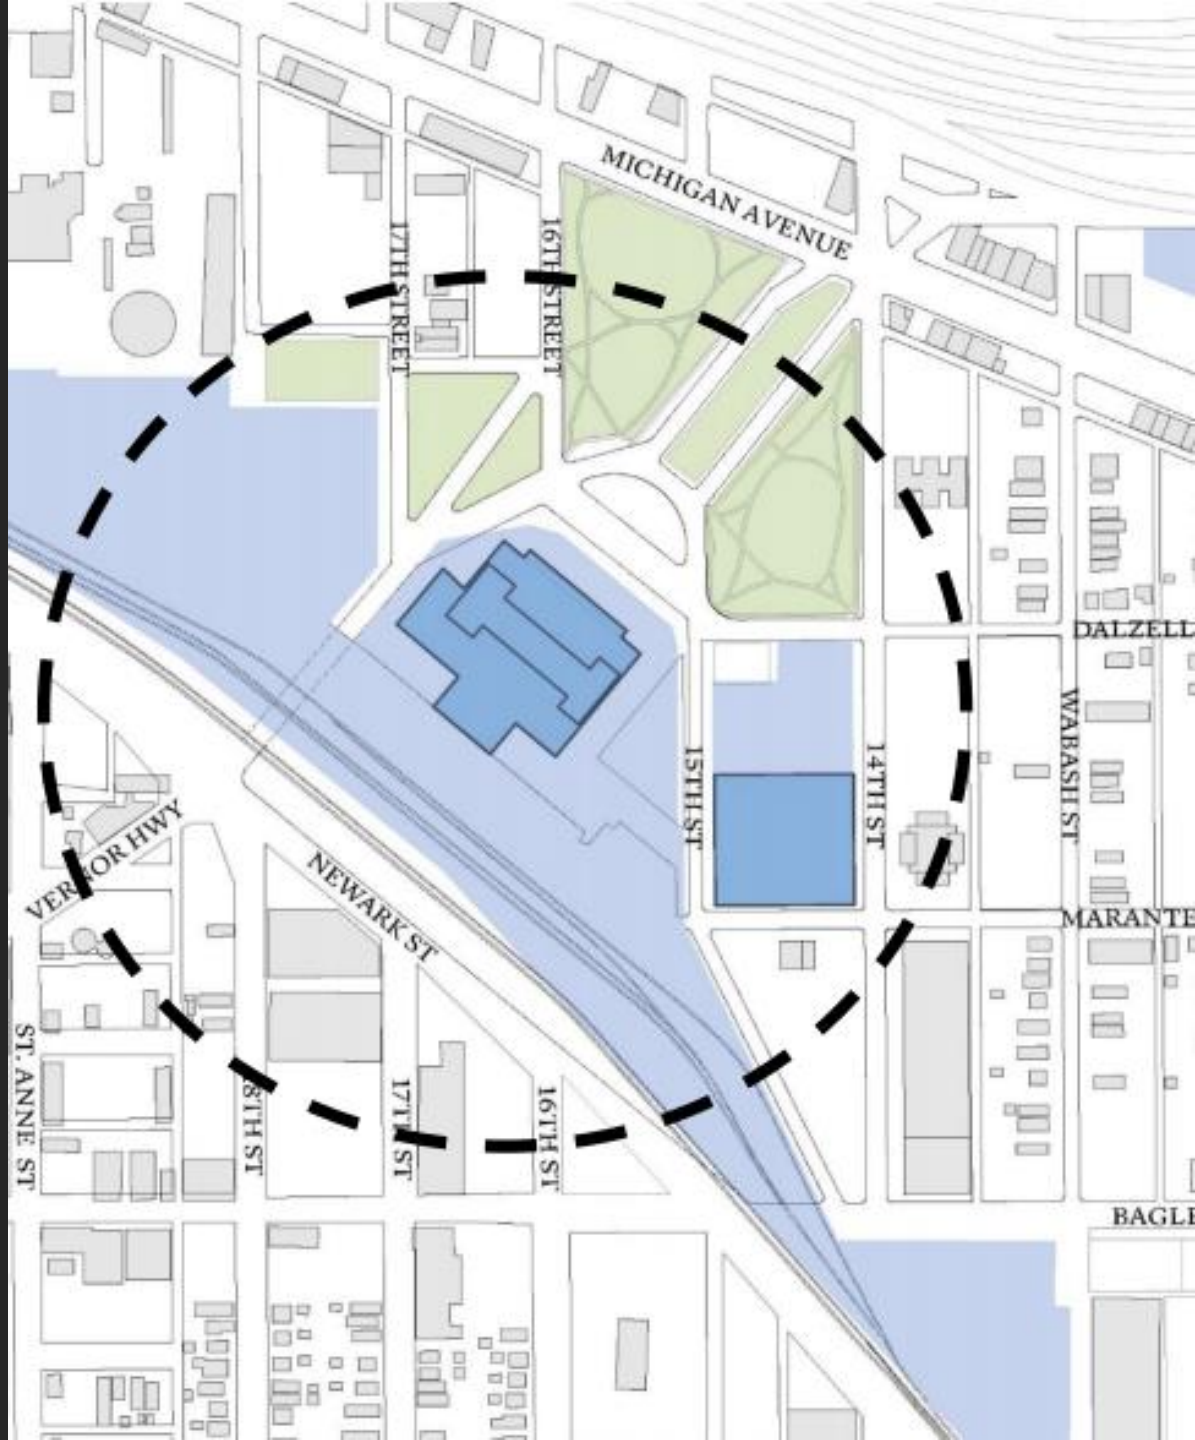 MICHIGAN AVENUE
17TH STREET
16TH STREET
DALZELL
WABASH ST
15TH ST
14TH ST
VERNOR HWY
NEWARK ST
MARANTE
ST. ANNE ST
8TH ST
17TH ST
16TH ST
BAGLE